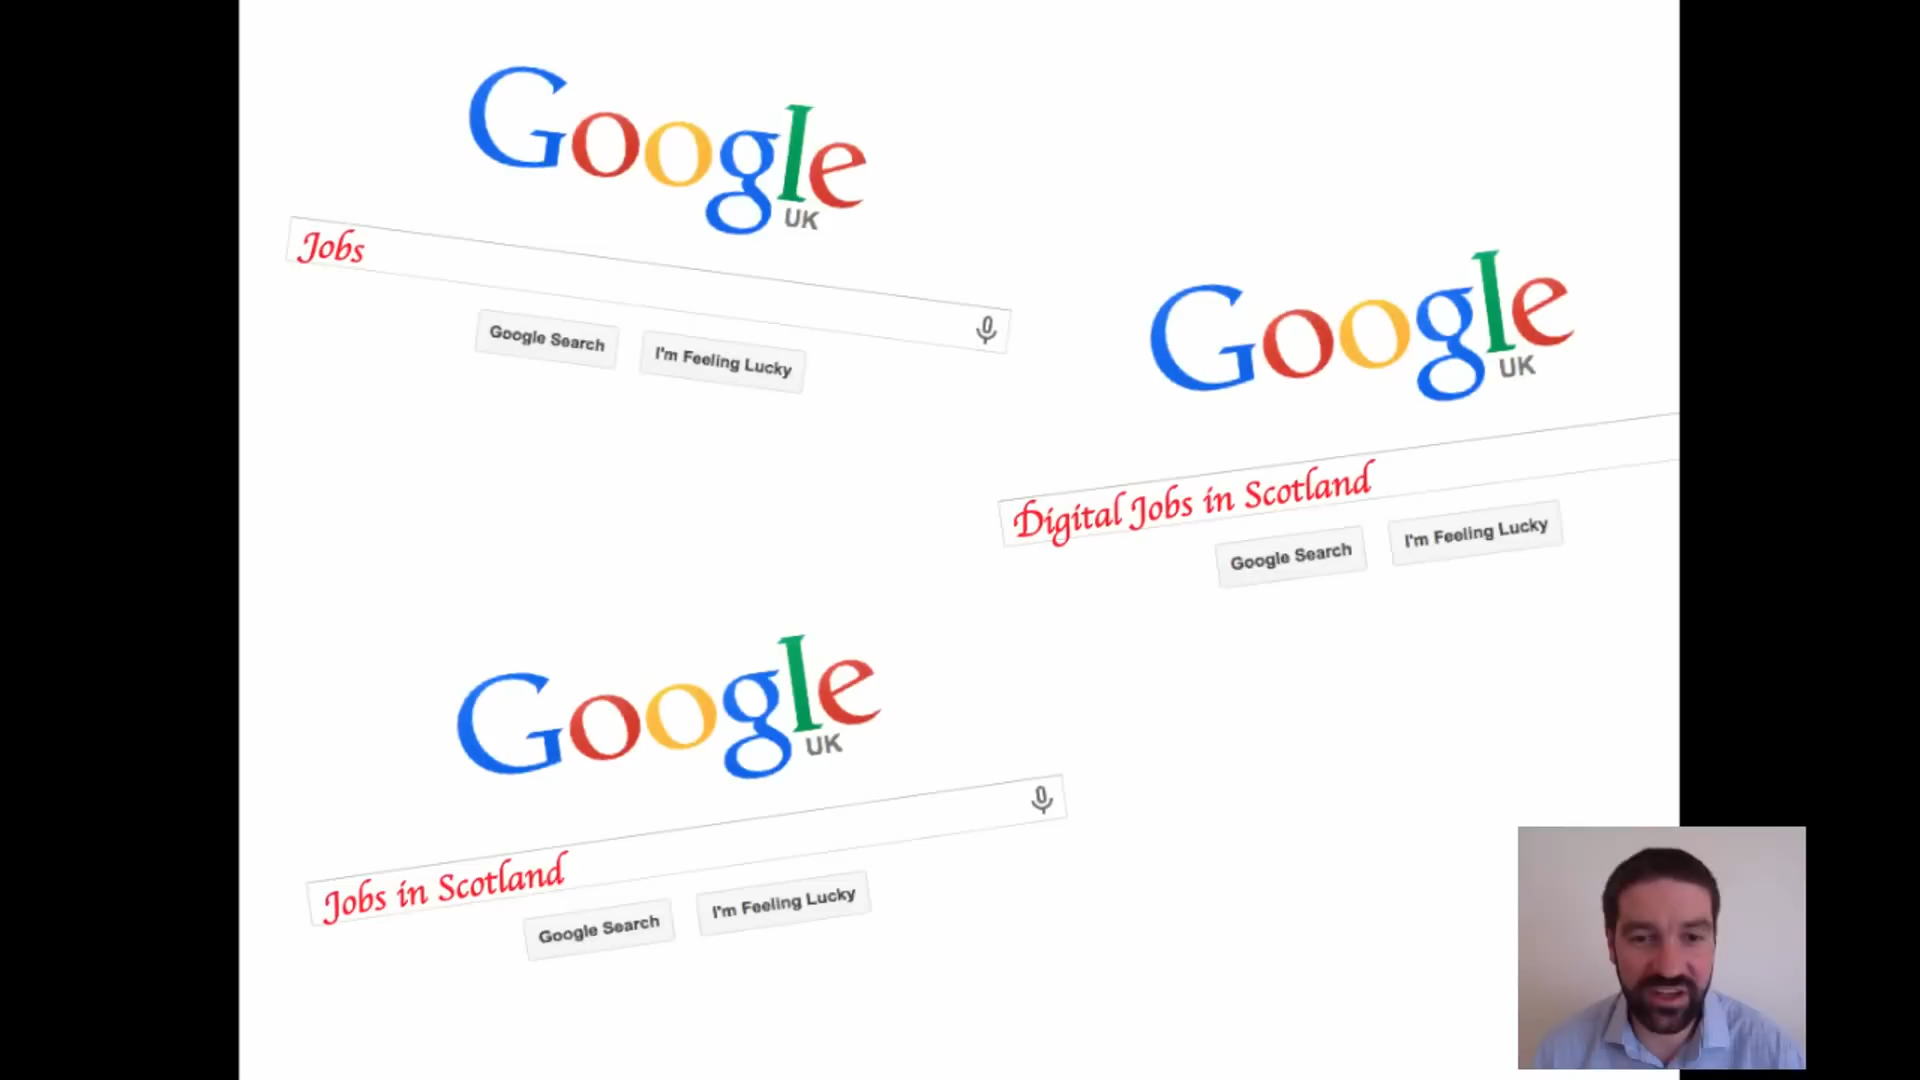 Google
UK
Jobs
Google Search
I'm Feeling Lucky
Google
UK
Digital Jobs in Scotland
Google Search
I'm Feeling Lucky
Google
UK
Jobs in Scotland
Google Search
I'm Feeling Lucky